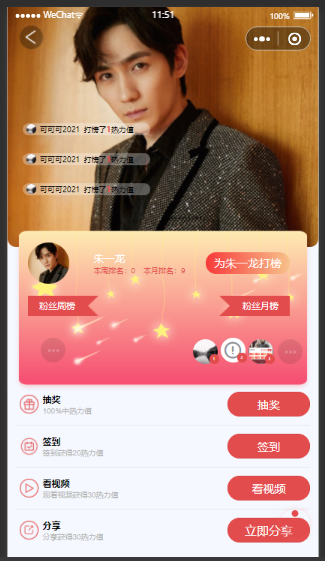 WeChat
11:51
100%
可可可2021 打榜了1热力值
可可可2021 打榜了1热力值
可可可2021 打榜了1热力值
朱一龙
本周排名：0 本月排名：9
为朱一龙打榜
粉丝周榜
粉丝月榜
抽奖
100%中热力值
抽奖
签到
签到获得20热力值
签到
看视频
观看视频获得30热力值
看视频
分享
分享获得30热力值
立即分享